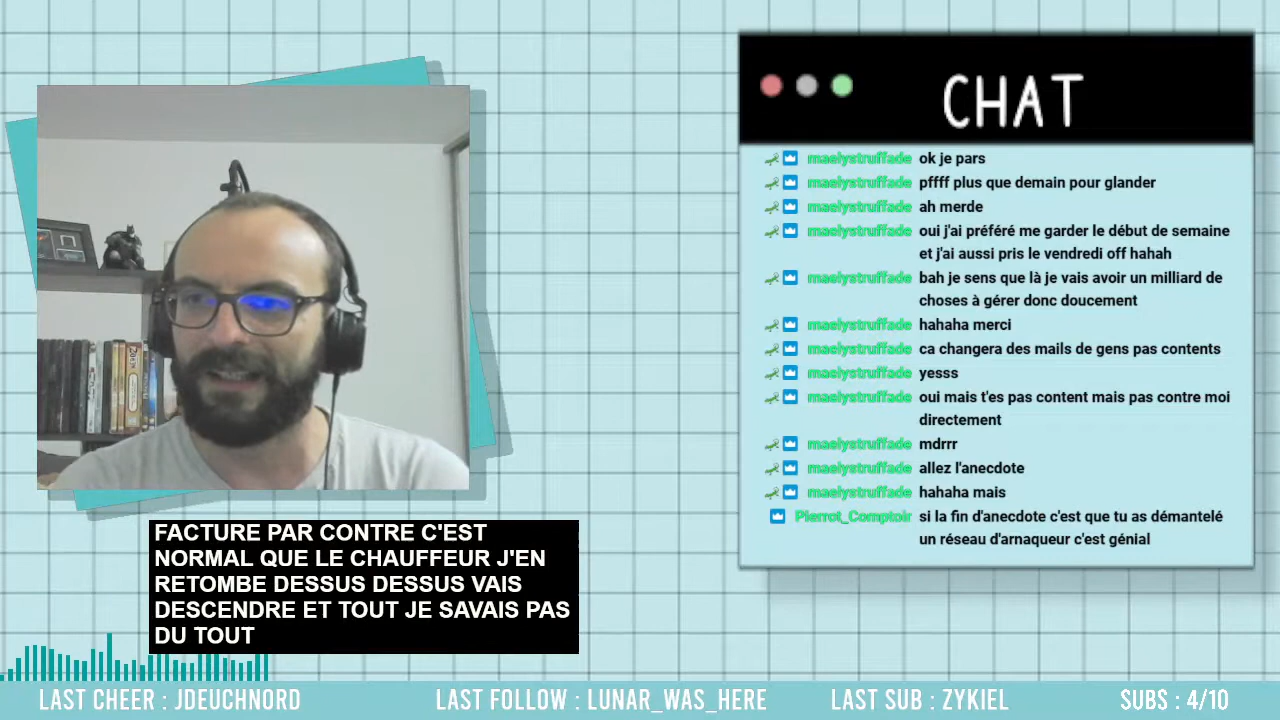 CHAT
maelystruffade ok je pars
maelystruffade pffff plus que demain pour glander
maelystruffade ah merde
maelystruffade oui j'ai préféré me garder le début de semaine
et j'ai aussi pris le vendredi off hahah
maelystruffade bah je sens que là je vais avoir un milliard de
choses à gérer donc doucement
maelystruffade hahaha merci
maelystruffade ca changera des mails de gens pas contents
maelystruffade yesss
maelystruffade oui mais t'es pas content mais pas contre moi
directement
maelystruffade mdrrr
maelystruffade allez l'anecdote
maelystruffade hahaha mais
Pierrot_Comptoir si la fin d'anecdote c'est que tu as démantelé
un réseau d'arnaqueur c'est génial
FACTURE PAR CONTRE C'EST
NORMAL QUE LE CHAUFFEUR J'EN
RETOMBE DESSUS DESSUS VAIS
DESCENDRE ET TOUT JE SAVAIS PAS
DU TOUT
LAST CHEER : JDEUCHNORD
LAST FOLLOW : LUNAR_WAS_HERE
LAST SUB : ZYKIEL
SUBS : 4/10